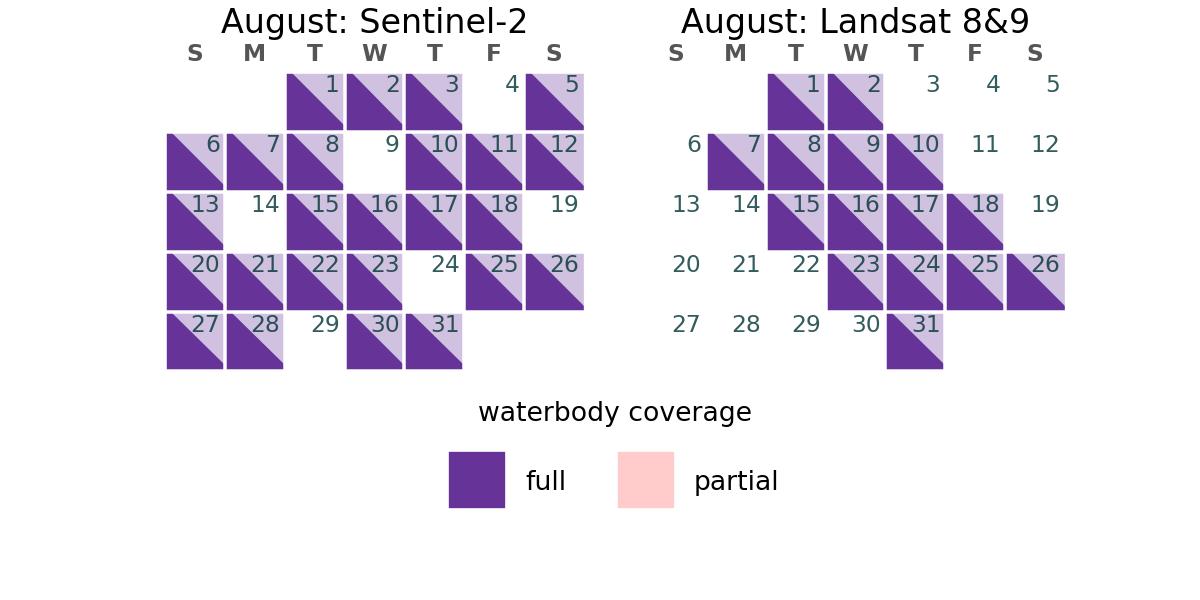 August: Sentinel-2
S M T W T F S
1 2 3 4 5
6 7 8 9 10 11 12
13 14 15 16 17 18 19
20 21 22 23 24 25 26
27 28 29 30 31
August: Landsat 8&9
S M T W T F S
1 2 3 4 5
6 7 8 9 10 11 12
13 14 15 16 17 18 19
20 21 22 23 24 25 26
27 28 29 30 31
waterbody coverage
full partial